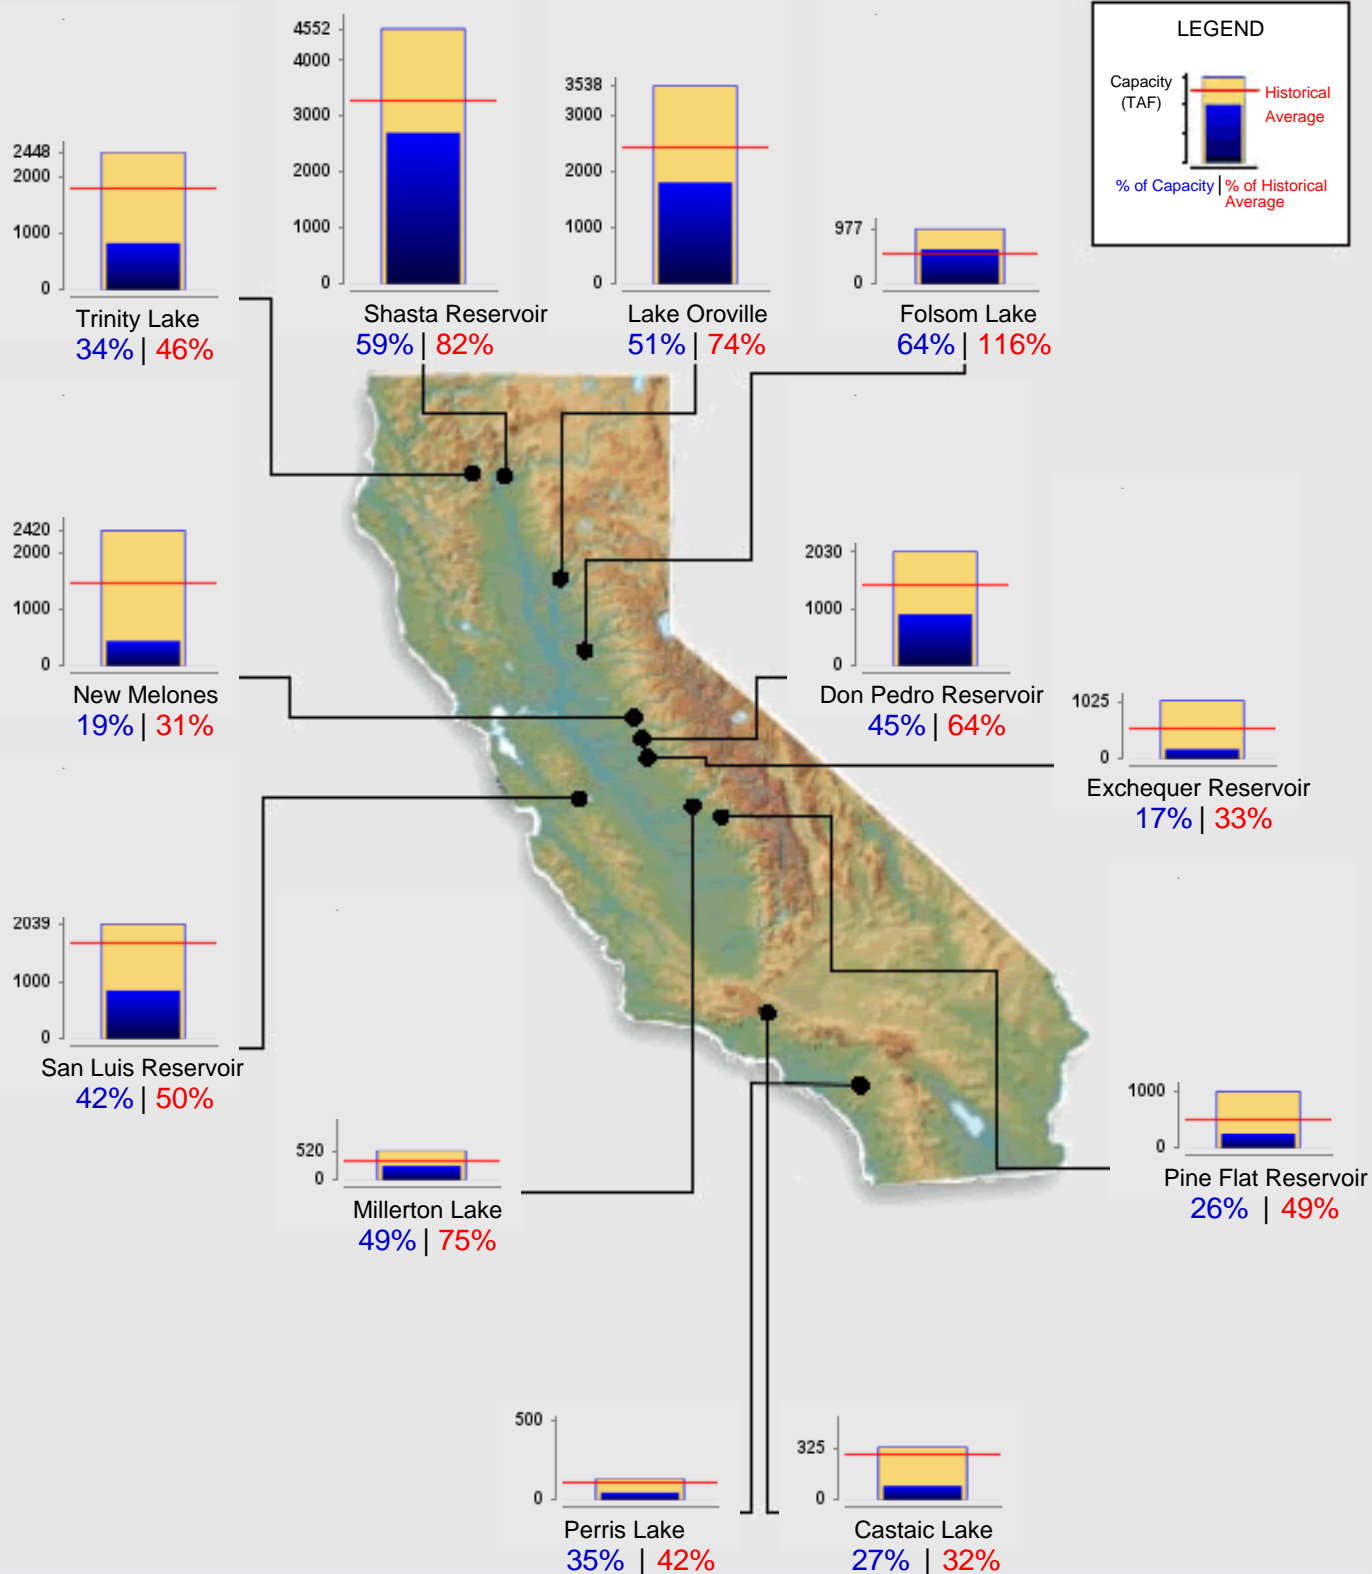 LEGEND
Capacity
(TAF)
Historical
Average
% of Capacity | % of Historical
Average
4552
4000
3000
2000
1000
0
Shasta Reservoir
59% | 82%
3538
3000
2000
1000
0
Lake Oroville
51% | 74%
977
0
Folsom Lake
64% | 116%
2448
2000
1000
0
Trinity Lake
34% | 46%
2420
2000
1000
0
New Melones
19% | 31%
2030
1000
0
Don Pedro Reservoir
45% | 64%
1025
0
Exchequer Reservoir
17% | 33%
2039
1000
0
San Luis Reservoir
42% | 50%
520
0
Millerton Lake
49% | 75%
1000
0
Pine Flat Reservoir
26% | 49%
500
0
Perris Lake
35% | 42%
325
0
Castaic Lake
27% | 32%